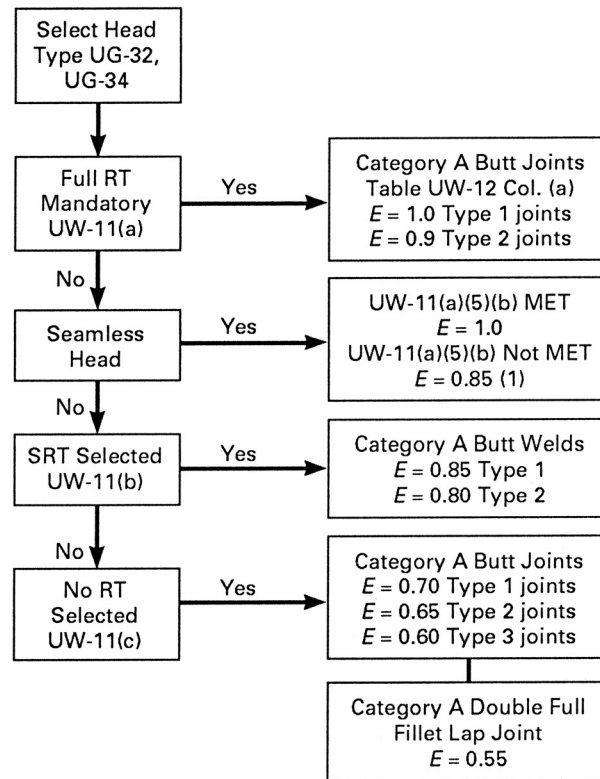 Select Head
Type UG-32,
UG-34
Full RT
Mandatory
UW-11(a)
Yes
Category A Butt Joints
Table UW-12 Col. (a)
E = 1.0 Type 1 joints
E = 0.9 Type 2 joints
No
Seamless
Head
Yes
UW-11(a)(5)(b) MET
E = 1.0
UW-11(a)(5)(b) Not MET
E = 0.85 (1)
No
SRT Selected
UW-11(b)
Yes
Category A Butt Welds
E = 0.85 Type 1
E = 0.80 Type 2
No
No RT
Selected
UW-11(c)
Yes
Category A Butt Joints
E = 0.70 Type 1 joints
E = 0.65 Type 2 joints
E = 0.60 Type 3 joints
Category A Double Full
Fillet Lap Joint
E = 0.55